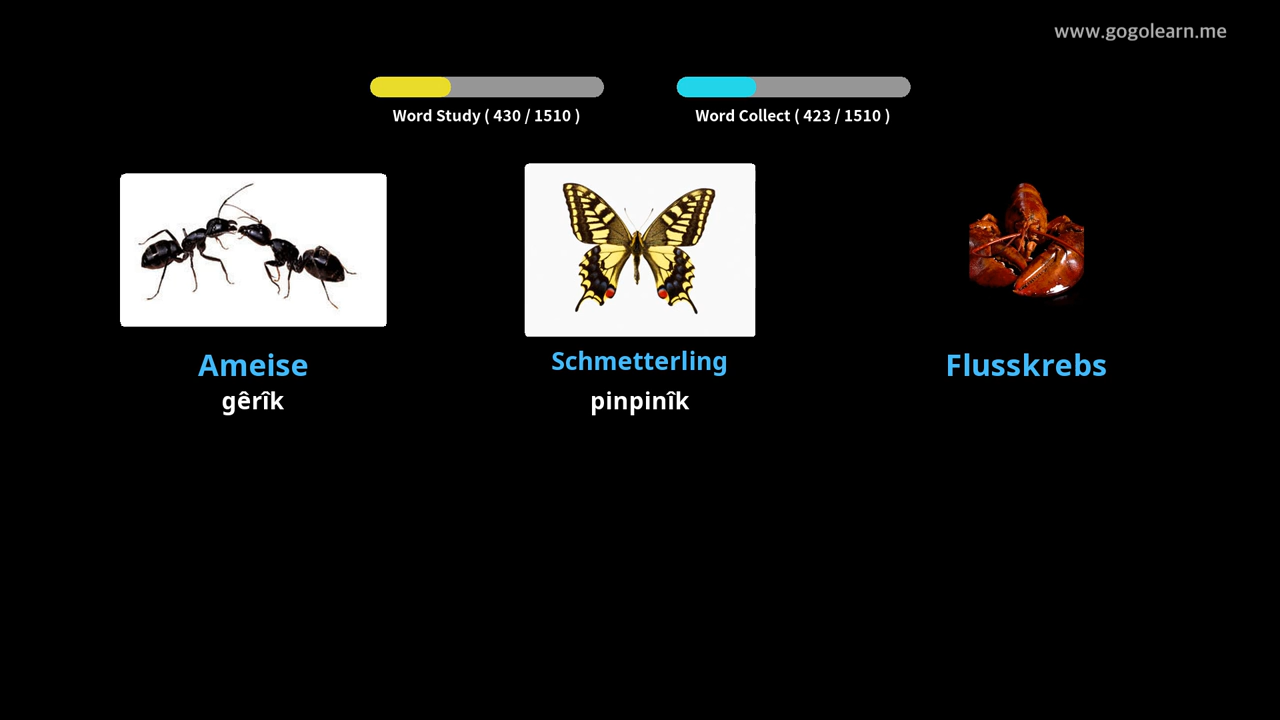 www.gogolearn.me
Word Study ( 430 / 1510 )
Word Collect ( 423 / 1510 )
Ameise
gêrîk
Schmetterling
pinpinîk
Flusskrebs